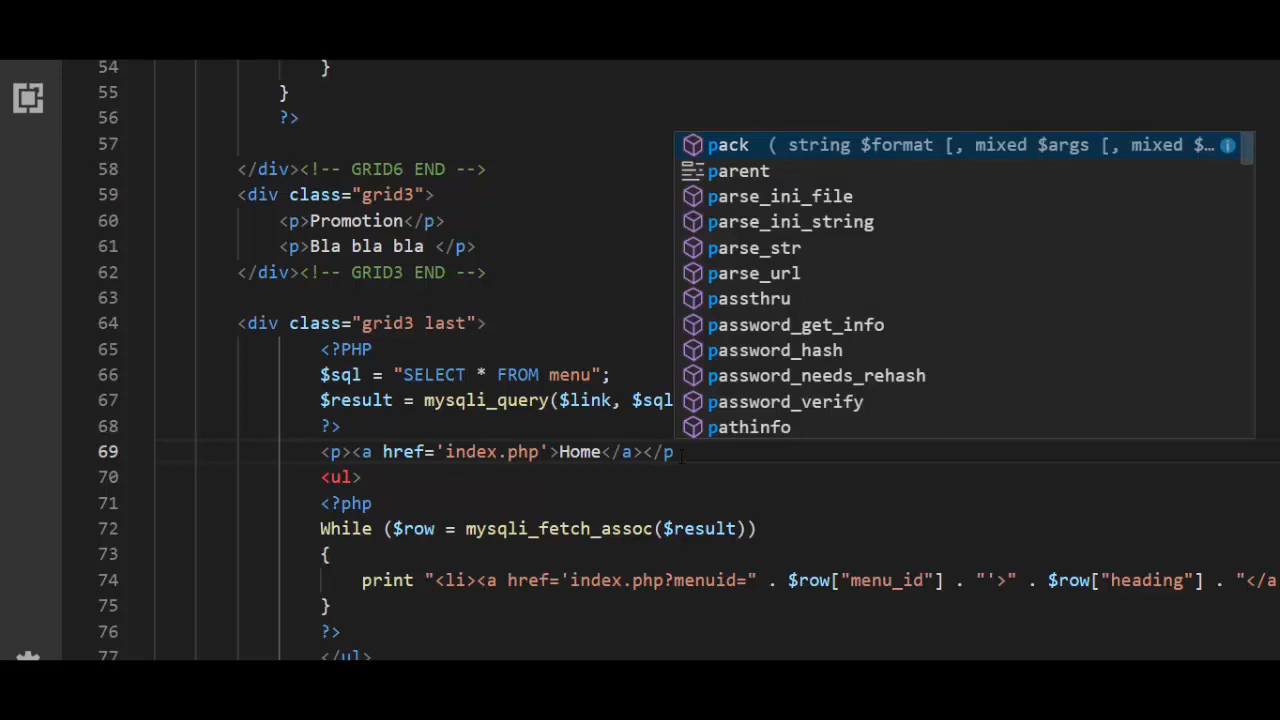 54 }
55 }
56 ?>
57
58 </div><!-- GRID6 END -->
59 <div class="grid3">
60 <p>Promotion</p>
61 <p>Bla bla bla </p>
62 </div><!-- GRID3 END -->
63
64 <div class="grid3 last">
65 <?PHP
66 $sql = "SELECT * FROM menu";
67 $result = mysqli_query($link, $sql
68 ?>
69 <p><a href='index.php'>Home</a></p
70 <ul>
71 <?php
72 While ($row = mysqli_fetch_assoc($result))
73 {
74 print "<li><a href='index.php?menuid=" . $row["menu_id"] . "'>" . $row["heading"] . "</a
75 }
76 ?>
77 </ul>
pack ( string $format [, mixed $args [, mixed $…
parent
parse_ini_file
parse_ini_string
parse_str
parse_url
passthru
password_get_info
password_hash
password_needs_rehash
password_verify
pathinfo